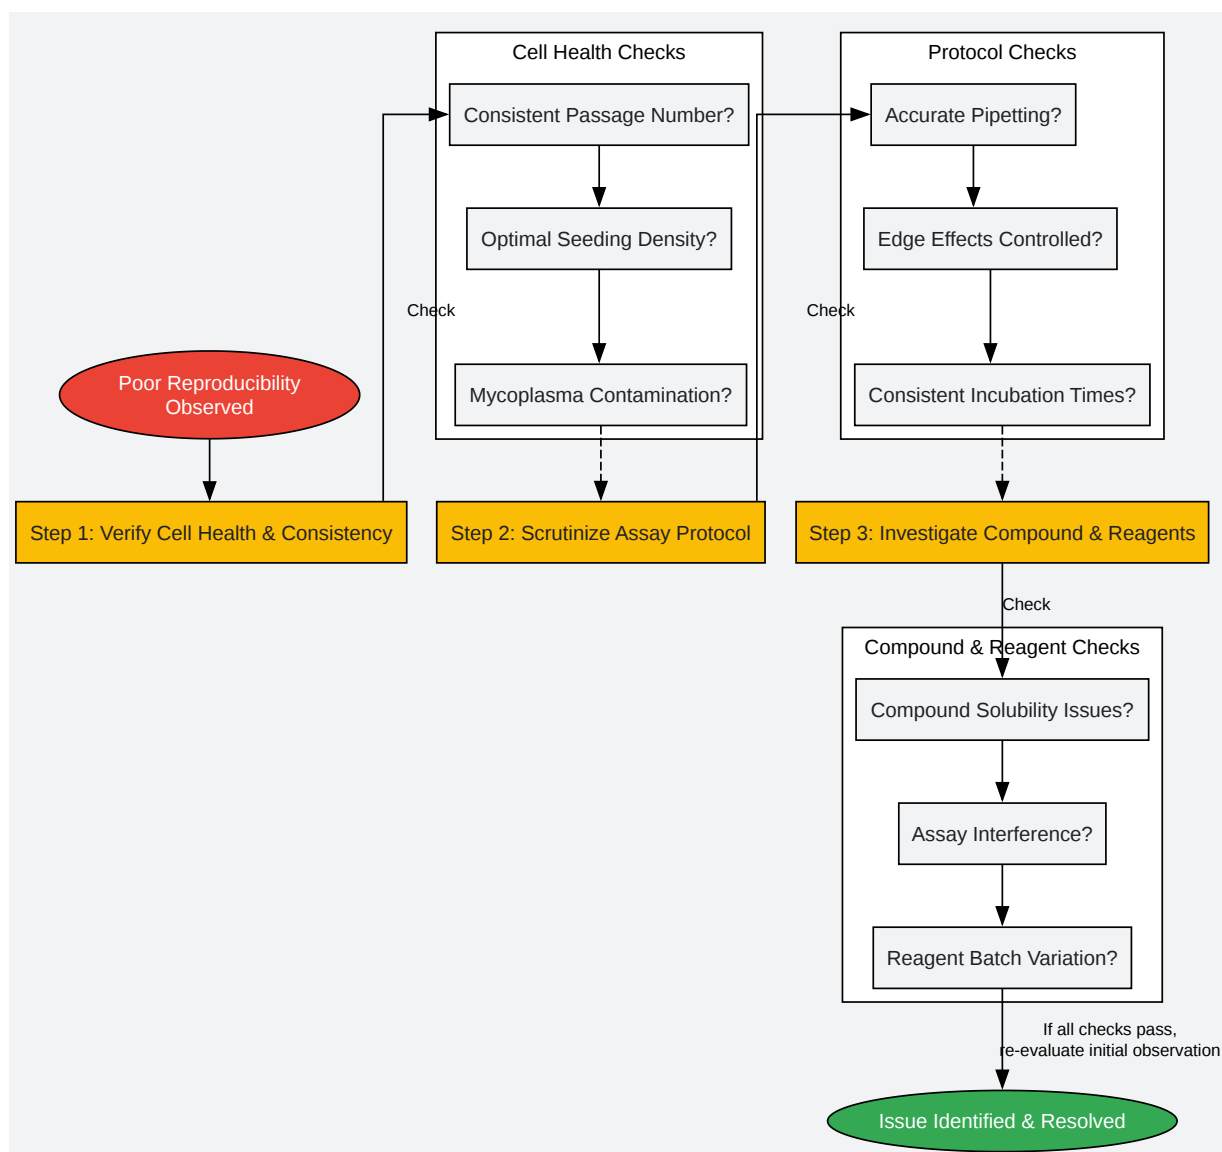 Cell Health Checks
Consistent Passage Number?
Optimal Seeding Density?
Check
Mycoplasma Contamination?
Protocol Checks
Accurate Pipetting?
Edge Effects Controlled?
Check
Consistent Incubation Times?
Poor Reproducibility
Observed
Step 1: Verify Cell Health & Consistency
Step 2: Scrutinize Assay Protocol
Step 3: Investigate Compound & Reagents
Check
Compound & Reagent Checks
Compound Solubility Issues?
Assay Interference?
Reagent Batch Variation?
If all checks pass,
re-evaluate initial observation
Issue Identified & Resolved